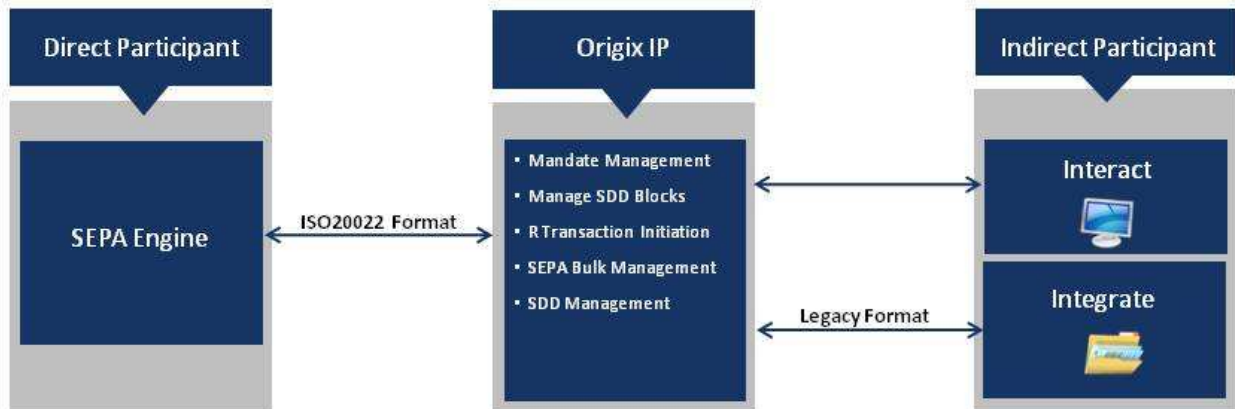 Direct Participant
SEPA Engine
ISO20022 Format
Origix IP
▪ Mandate Management
▪ Manage SDD Blocks
▪ R Transaction Initiation
▪ SEPA Bulk Management
▪ SDD Management
Legacy Format
Indirect Participant
Interact
Integrate